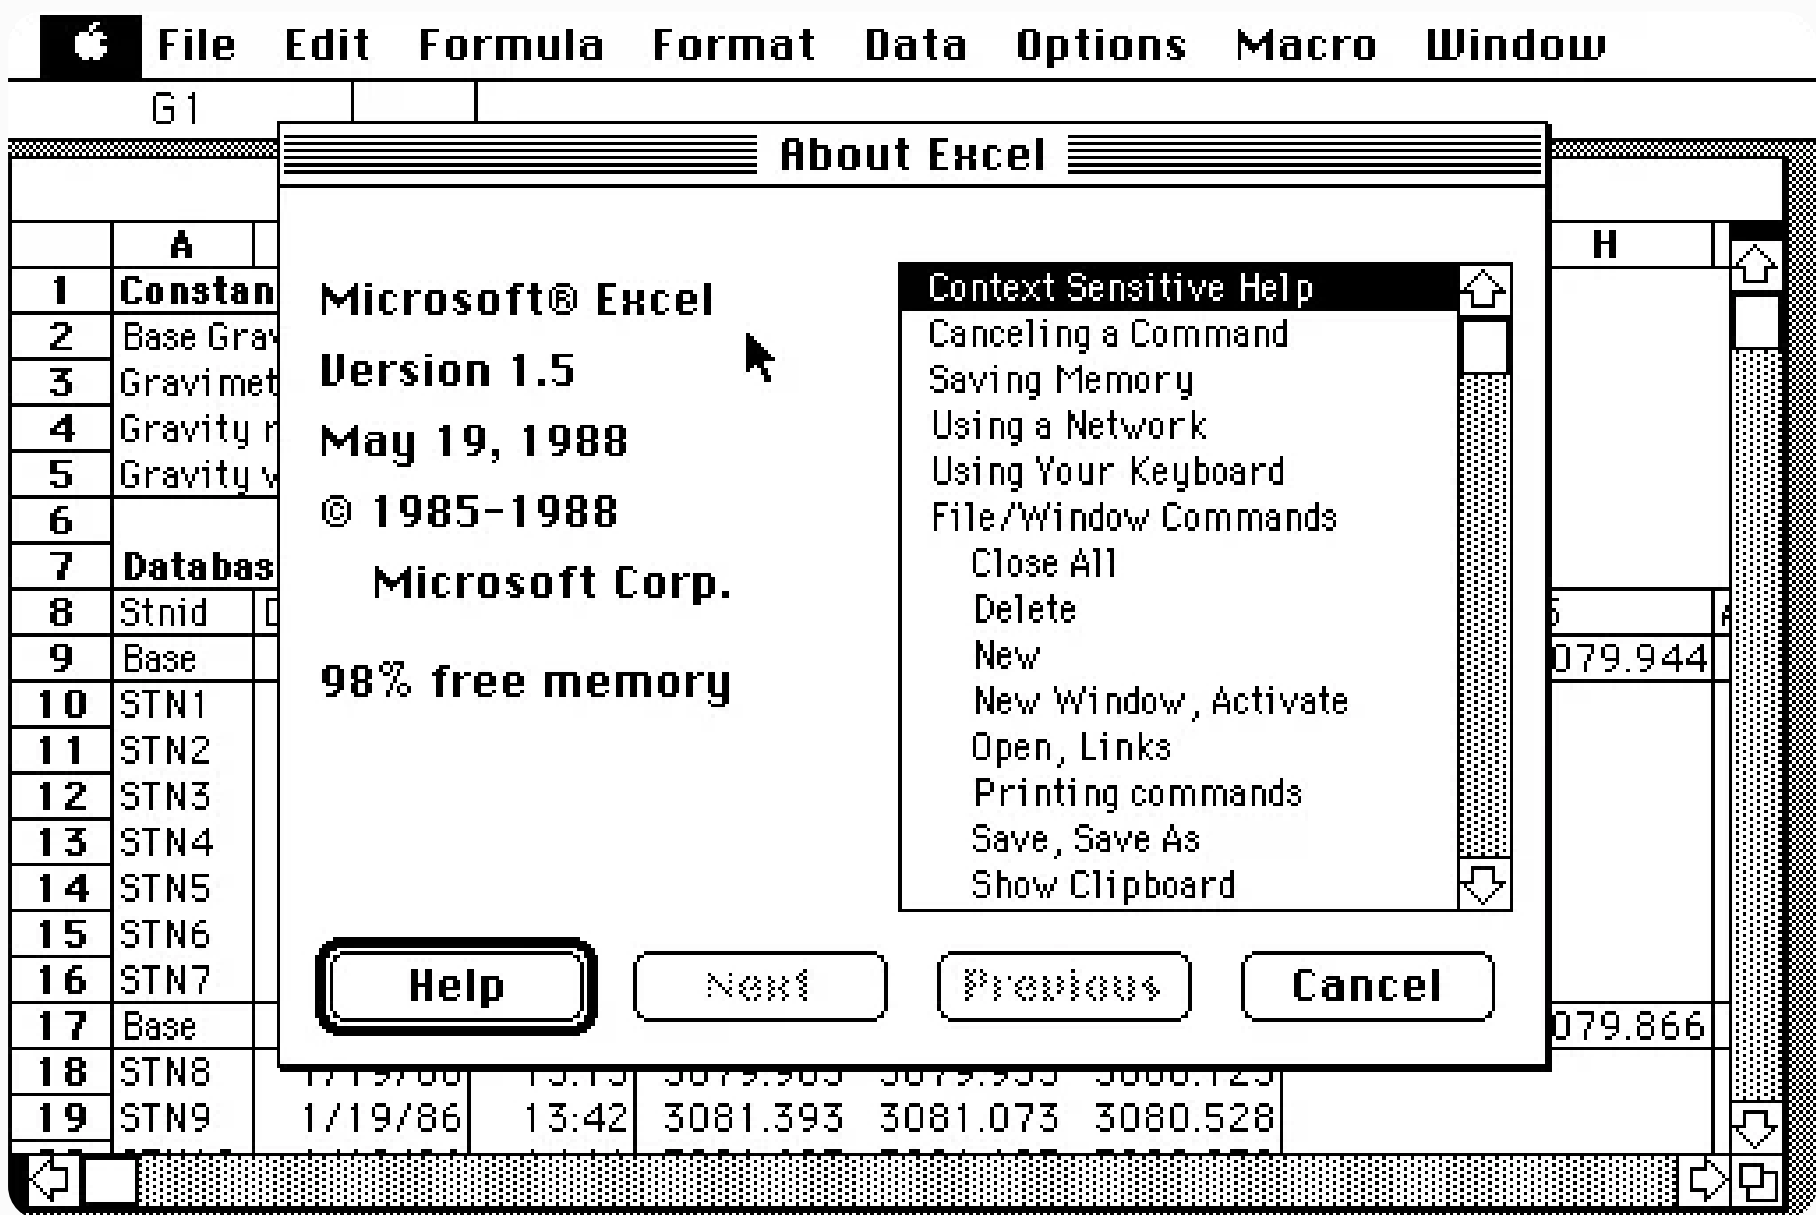 File Edit Formula Format Data Options Macro Window
G1
About Excel
A H
Microsoft® Excel
Version 1.5
May 19, 1988
© 1985-1988
Microsoft Corp.
98% free memory
Context Sensitive Help
Canceling a Command
Saving Memory
Using a Network
Using Your Keyboard
File/Window Commands
Close All
Delete
New
New Window, Activate
Open, Links
Printing commands
Save, Save As
Show Clipboard
Help Next Previous Cancel
1 Constan
2 Base Grav
3 Gravimet
4 Gravity r
5 Gravity v
6
7 Databas
8 Stnid
9 Base 079.944
10 STN1
11 STN2
12 STN3
13 STN4
14 STN5
15 STN6
16 STN7
17 Base 079.866
18 STN8
19 STN9 1/19/86 13:42 3081.393 3081.073 3080.528